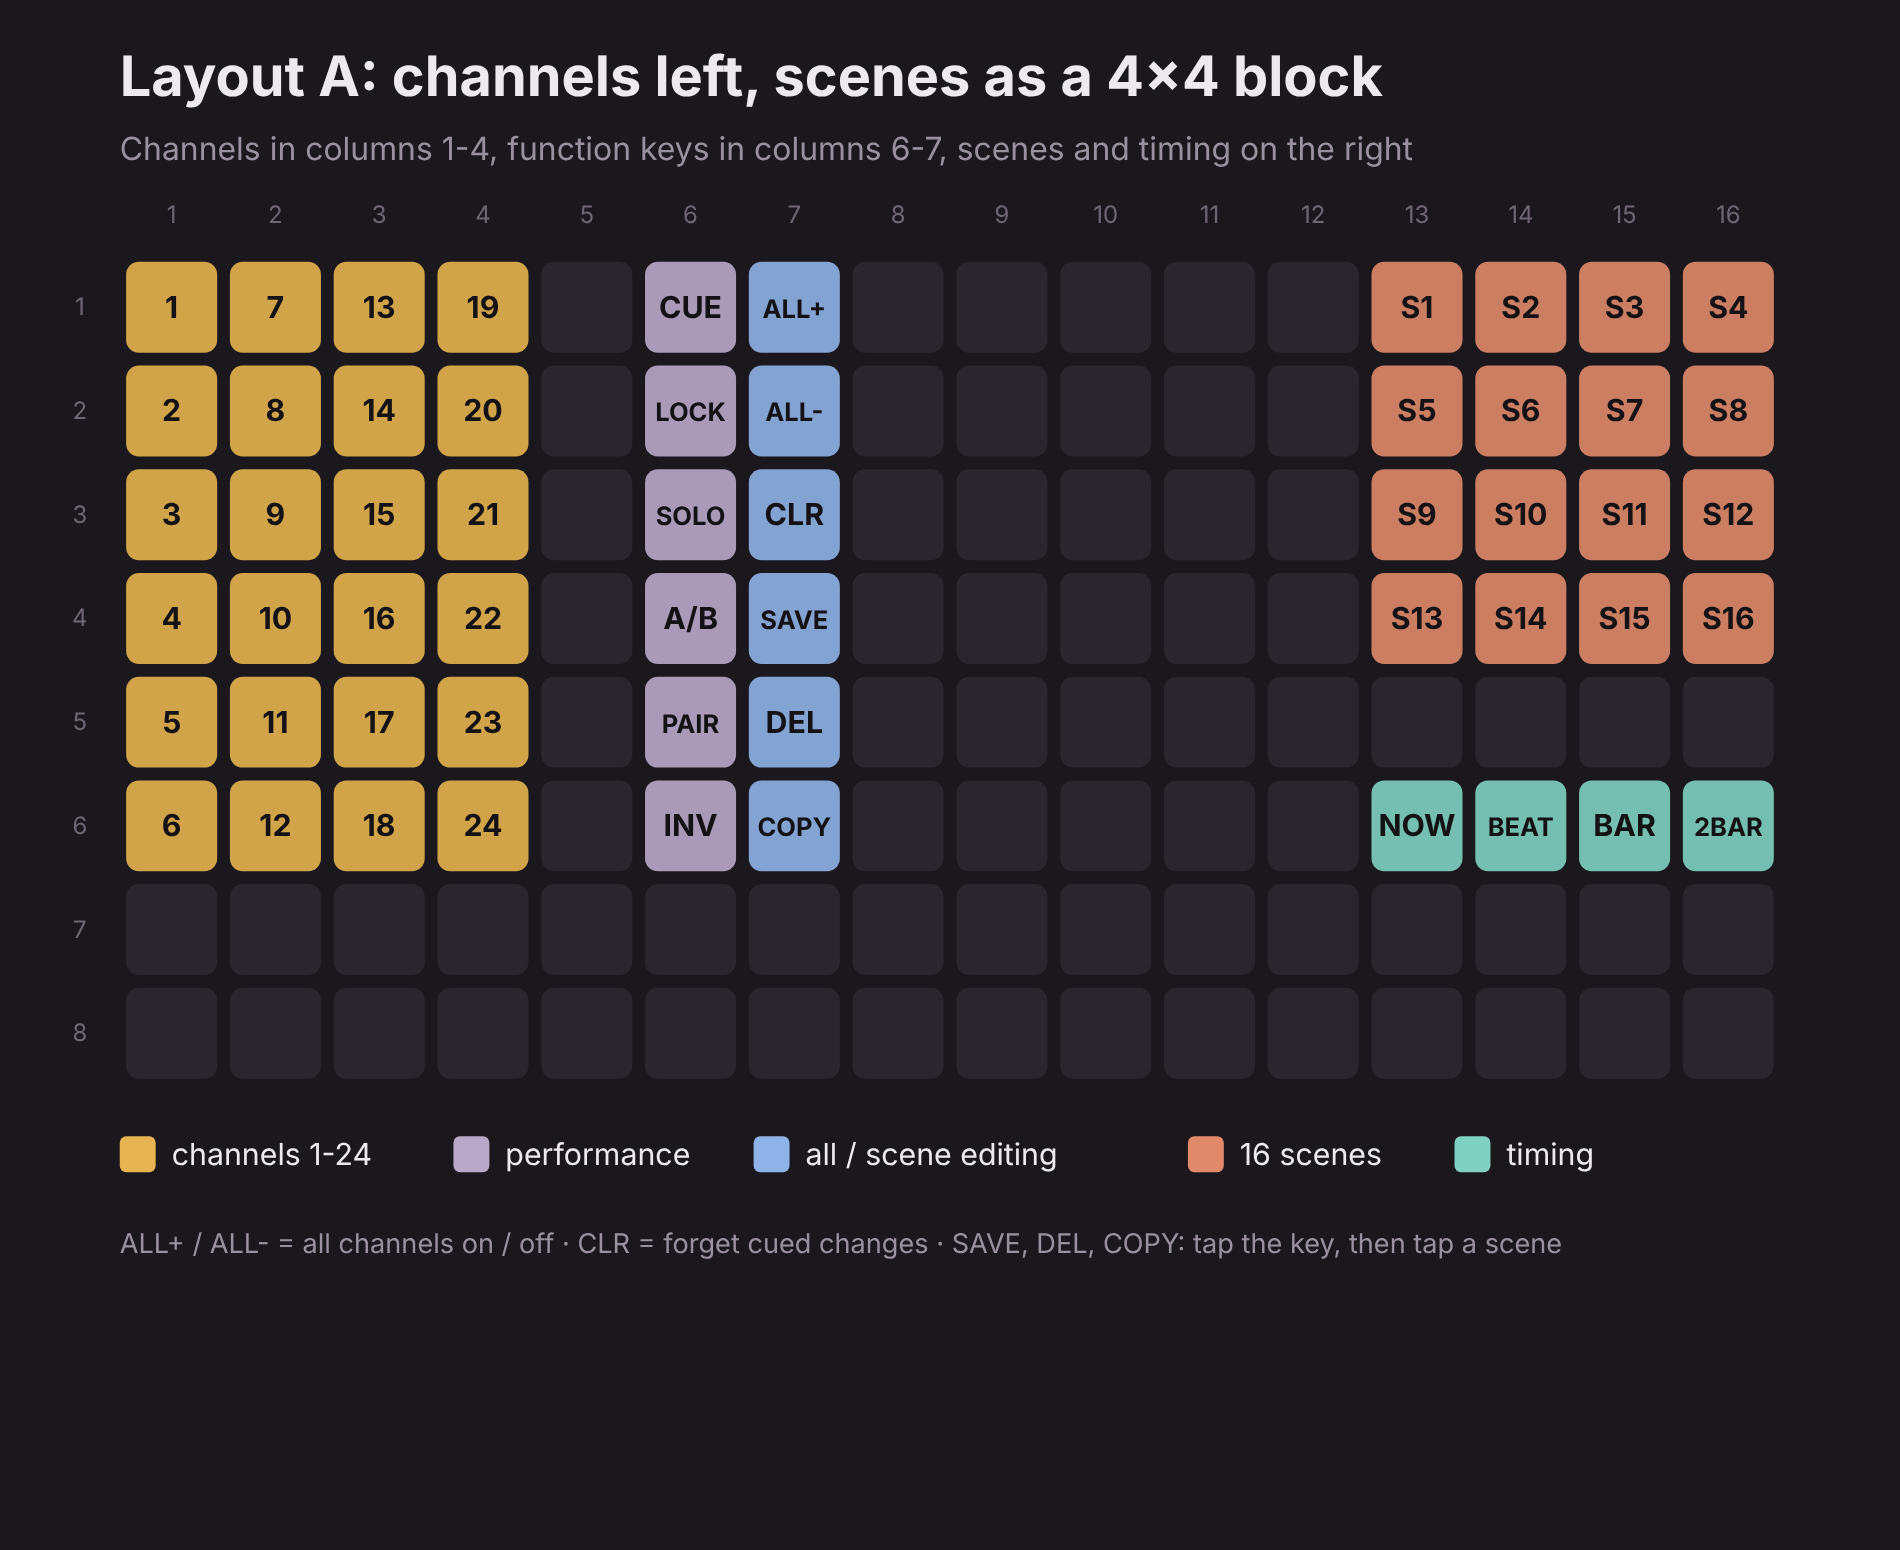 Layout A: channels left, scenes as a 4×4 block
Channels in columns 1-4, function keys in columns 6-7, scenes and timing on the right
1 2 3 4 5 6 7 8 9 10 11 12 13 14 15 16
1 1 7 13 19 CUE ALL+ S1 S2 S3 S4
2 2 8 14 20 LOCK ALL- S5 S6 S7 S8
3 3 9 15 21 SOLO CLR S9 S10 S11 S12
4 4 10 16 22 A/B SAVE S13 S14 S15 S16
5 5 11 17 23 PAIR DEL
6 6 12 18 24 INV COPY NOW BEAT BAR 2BAR
7
8
channels 1-24 performance all / scene editing 16 scenes timing
ALL+ / ALL- = all channels on / off · CLR = forget cued changes · SAVE, DEL, COPY: tap the key, then tap a scene